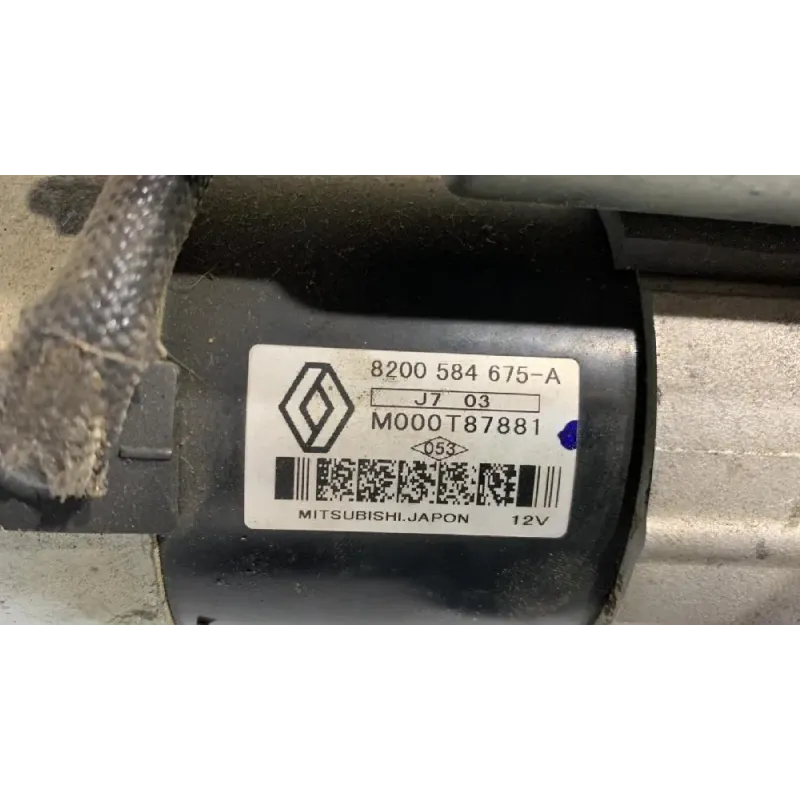 8200 584 675-A
J7 03
M000T87881
053
MITSUBISHI.JAPON 12V